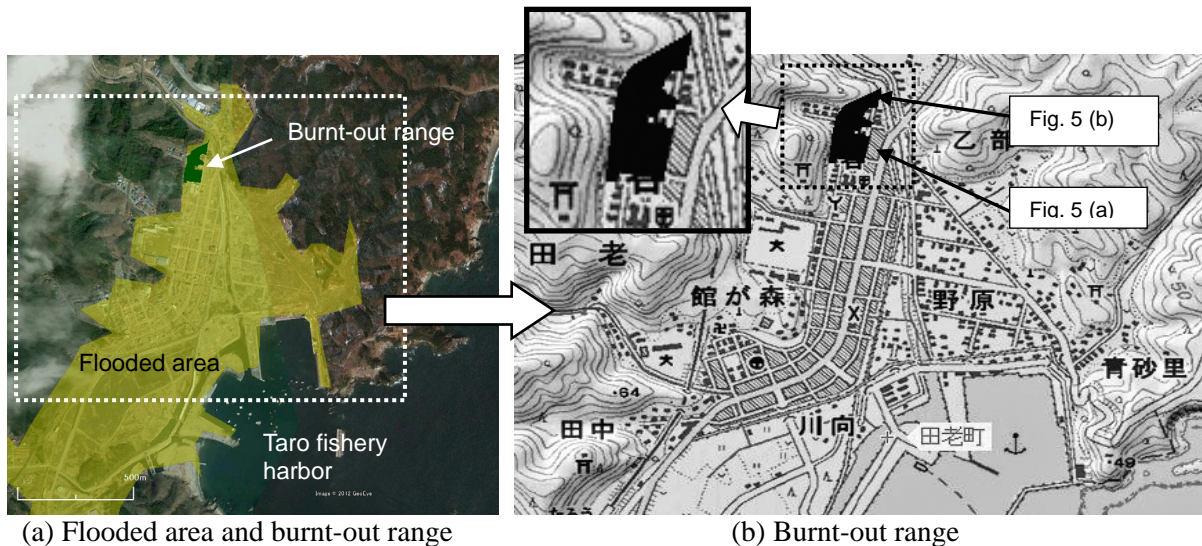 Burnt-out range
Flooded area
Taro fishery
harbor
500m
Images © 2012 GeoEye
(a) Flooded area and burnt-out range
Fig. 5 (b)
乙部
Fig. 5 (a)
田老
館が森
野原
X
Y
青砂里
・64
田中
川向
田老町
・49
50
(b) Burnt-out range